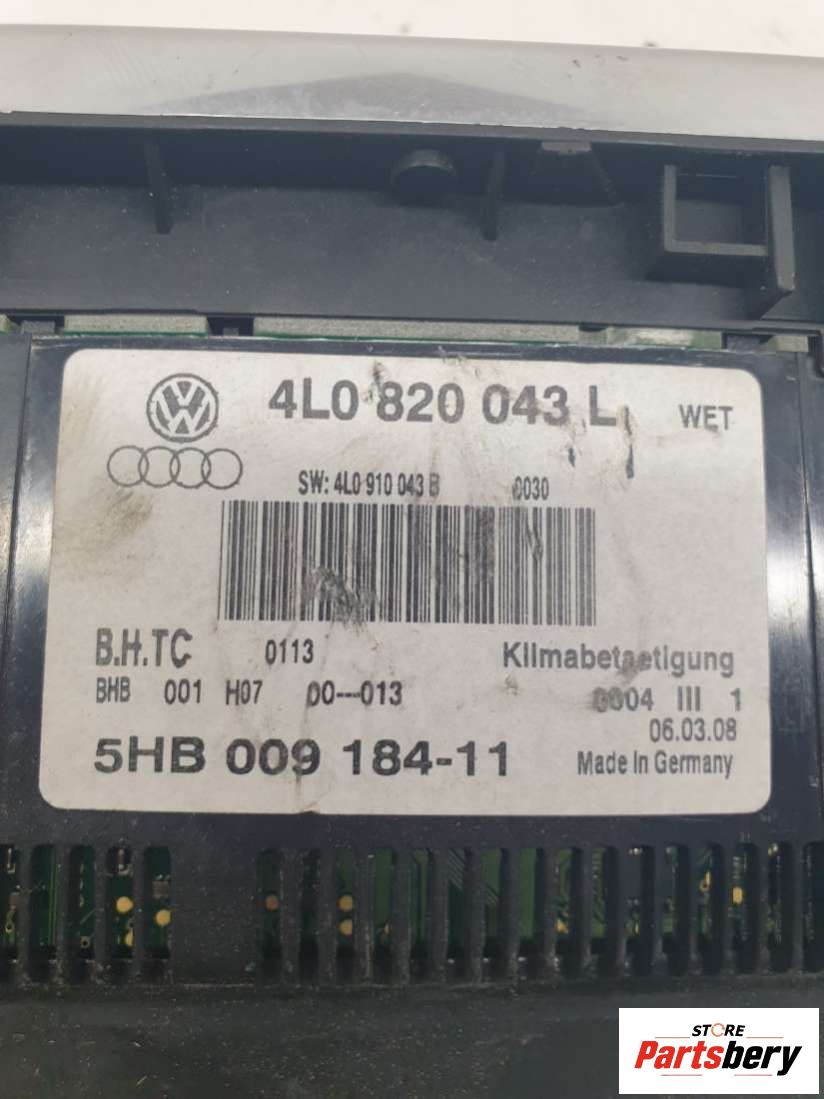 4L0 820 043 L WET
SW: 4L0 910 043 B 0030
B.H.TC 0113 Klimabetaetigung
BHB 001 H07 00---013 0004 III 1
06.03.08
5HB 009 184-11 Made In Germany
STORE
Partsbery